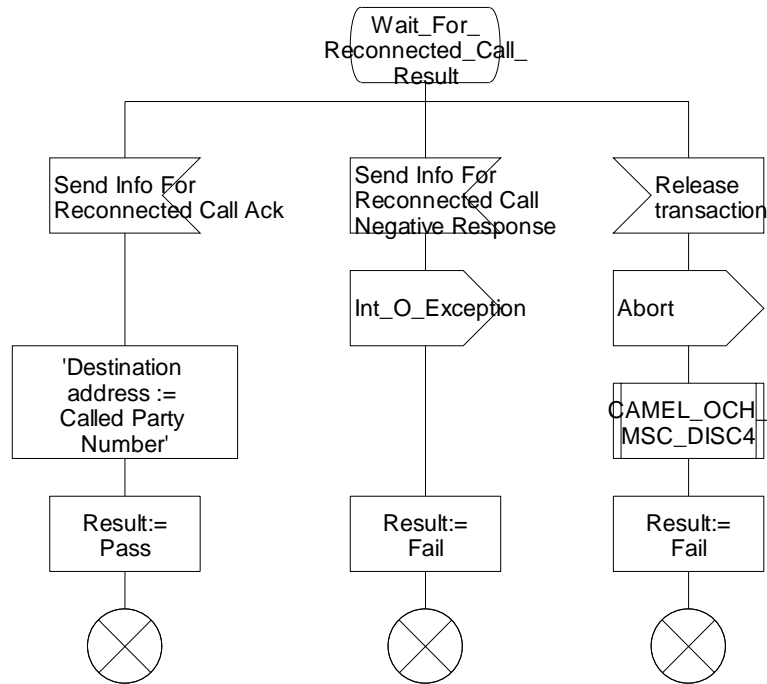 Wait_For_
Reconnected_Call_
Result
Send Info For
Reconnected Call Ack
Send Info For
Reconnected Call
Negative Response
Release
transaction
Int_O_Exception
Abort
'Destination
address :=
Called Party
Number'
CAMEL_OCH_
MSC_DISC4
Result:=
Pass
Result:=
Fail
Result:=
Fail